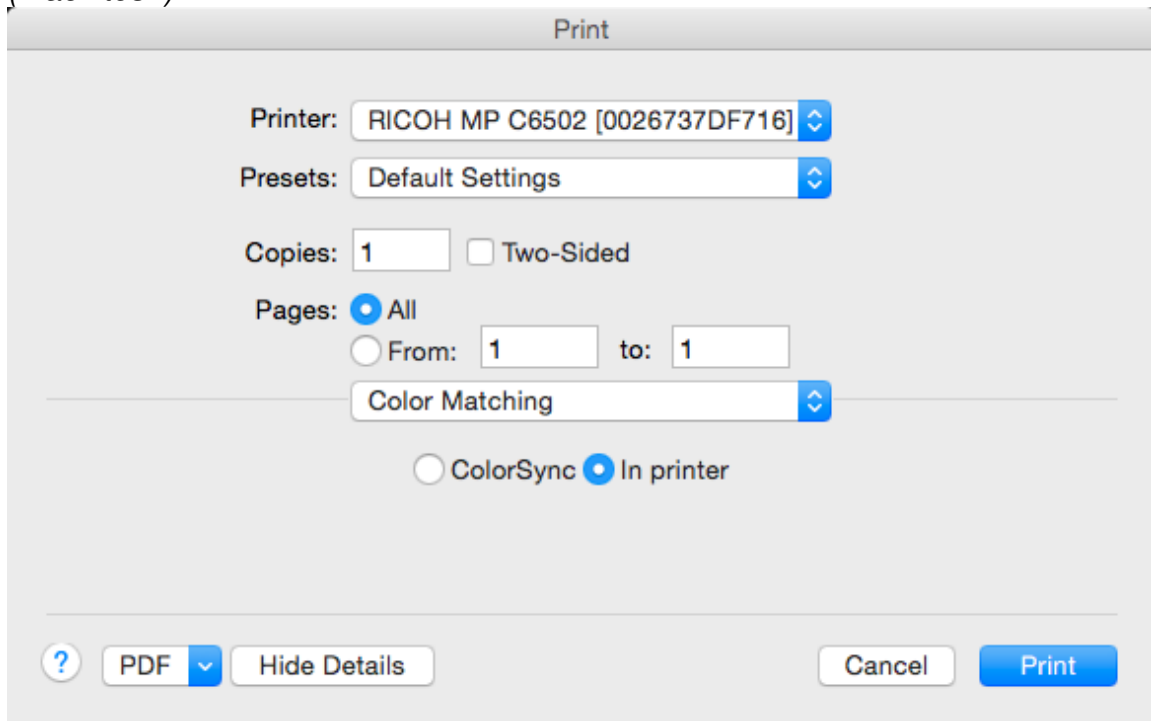 Print
Printer: RICOH MP C6502 [0026737DF716]
Presets: Default Settings
Copies: 1 Two-Sided
Pages: All
From: 1 to: 1
Color Matching
ColorSync In printer
? PDF Hide Details Cancel Print